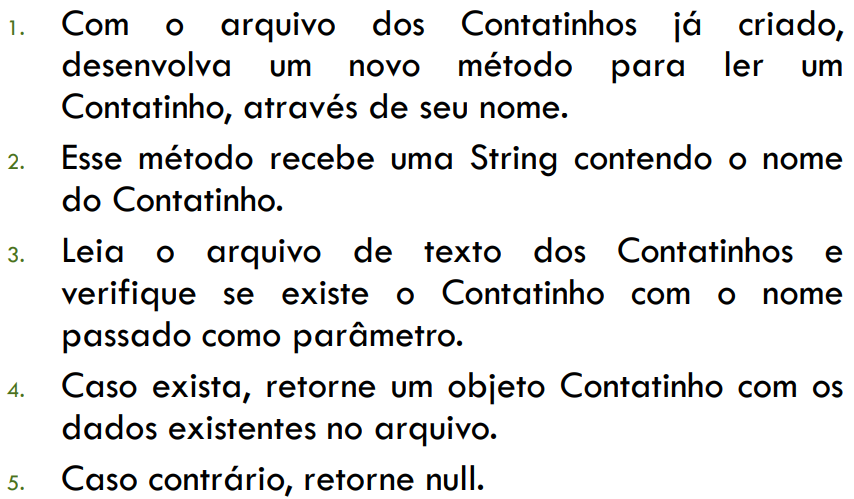 1. Com o arquivo dos Contatinhos já criado,
desenvolva um novo método para ler um
Contatinho, através de seu nome.
2. Esse método recebe uma String contendo o nome
do Contatinho.
3. Leia o arquivo de texto dos Contatinhos e
verifique se existe o Contatinho com o nome
passado como parâmetro.
4. Caso exista, retorne um objeto Contatinho com os
dados existentes no arquivo.
5. Caso contrário, retorne null.